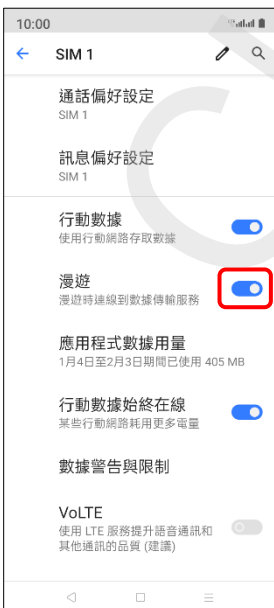 10:00
SIM 1
通話偏好設定
SIM 1
訊息偏好設定
SIM 1
行動數據
使用行動網路存取數據
漫遊
漫遊時連線到數據傳輸服務
應用程式數據用量
1月4日至2月3日期間已使用 405 MB
行動數據始終在線
某些行動網路耗用更多電量
數據警告與限制
VoLTE
使用 LTE 服務提升語音通訊和
其他通訊的品質 (建議)